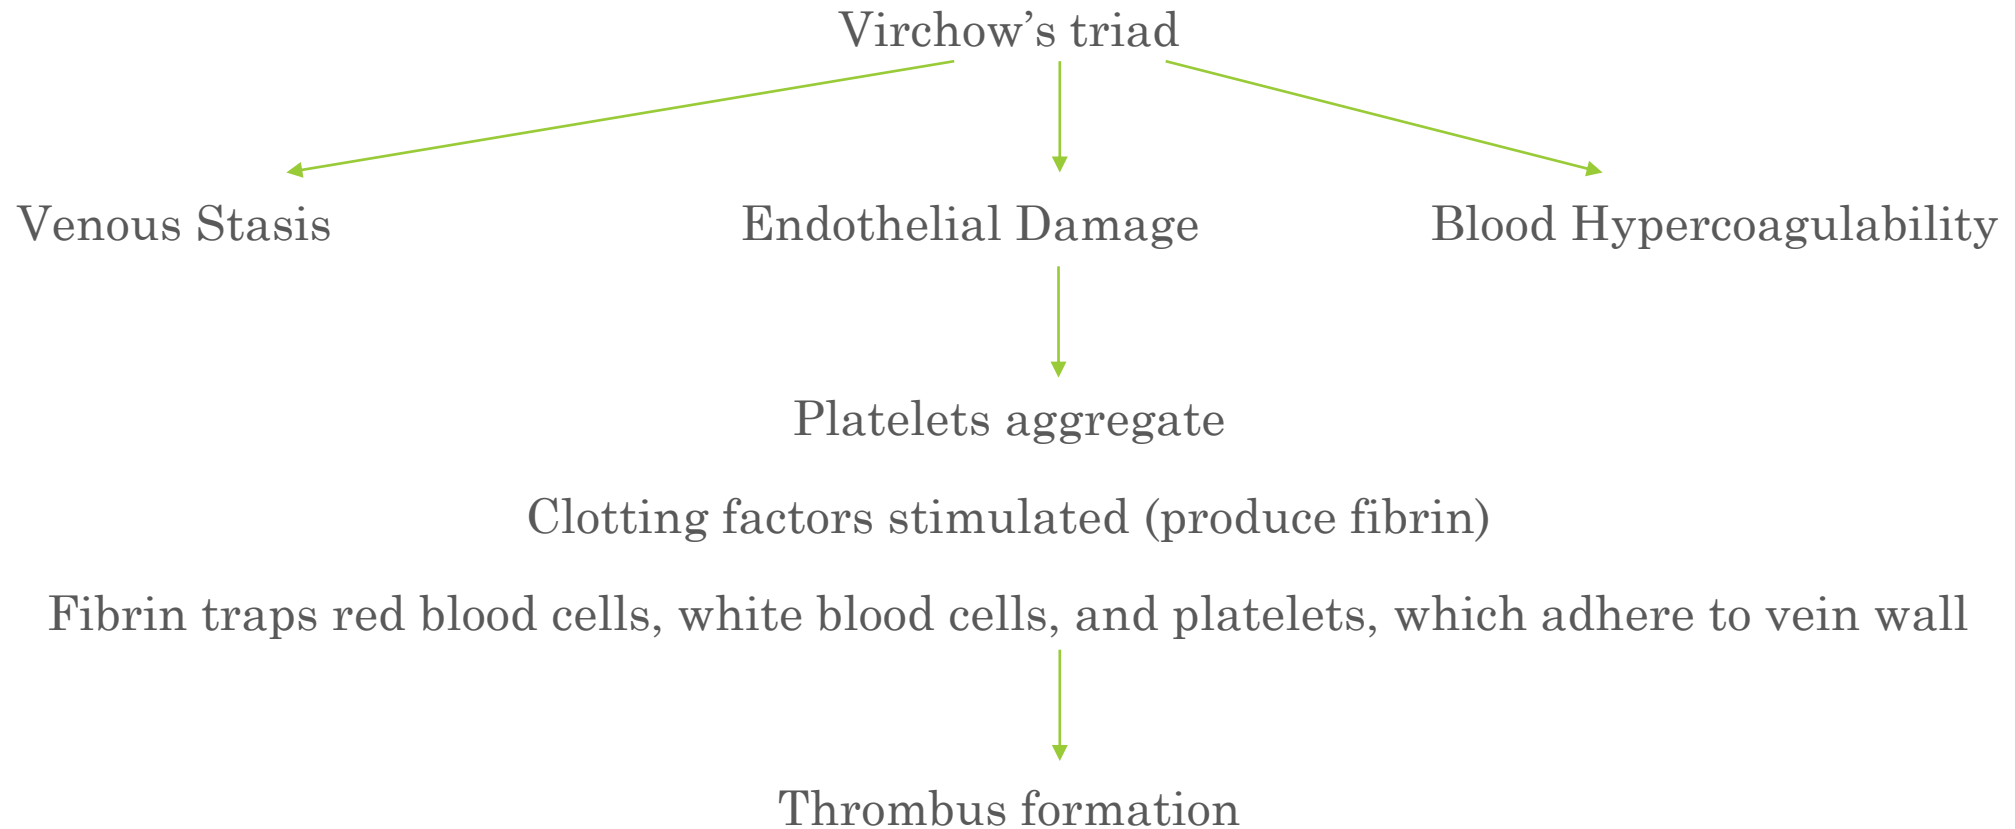 Virchow’s triad
Venous Stasis
Endothelial Damage
Blood Hypercoagulability
Platelets aggregate
Clotting factors stimulated (produce fibrin)
Fibrin traps red blood cells, white blood cells, and platelets, which adhere to vein wall
Thrombus formation